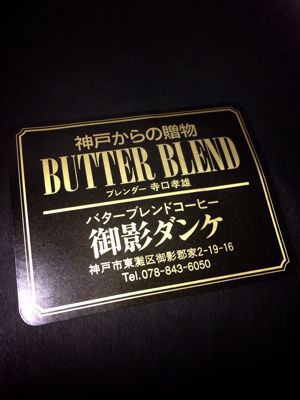 神戸からの贈物
BUTTER BLEND
ブレンダー 寺口孝雄
バターブレンドコーヒー
御影ダンケ
神戸市東灘区御影郡家2-19-16
Tel.078-843-6050